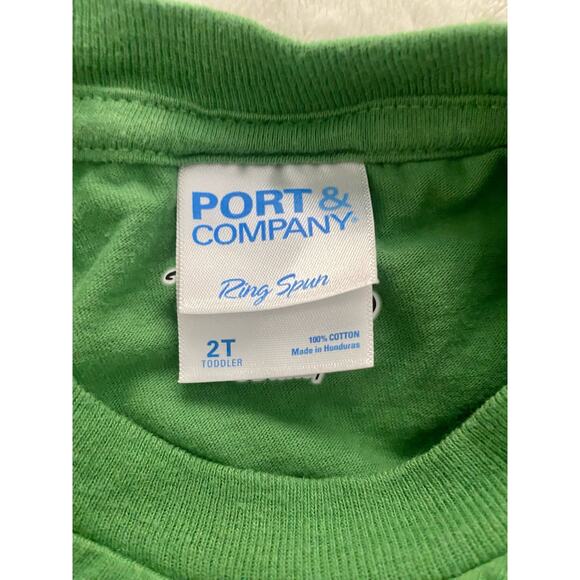 PORT &
COMPANY®
Ring Spun
2T
TODDLER
100% COTTON
Made in Honduras